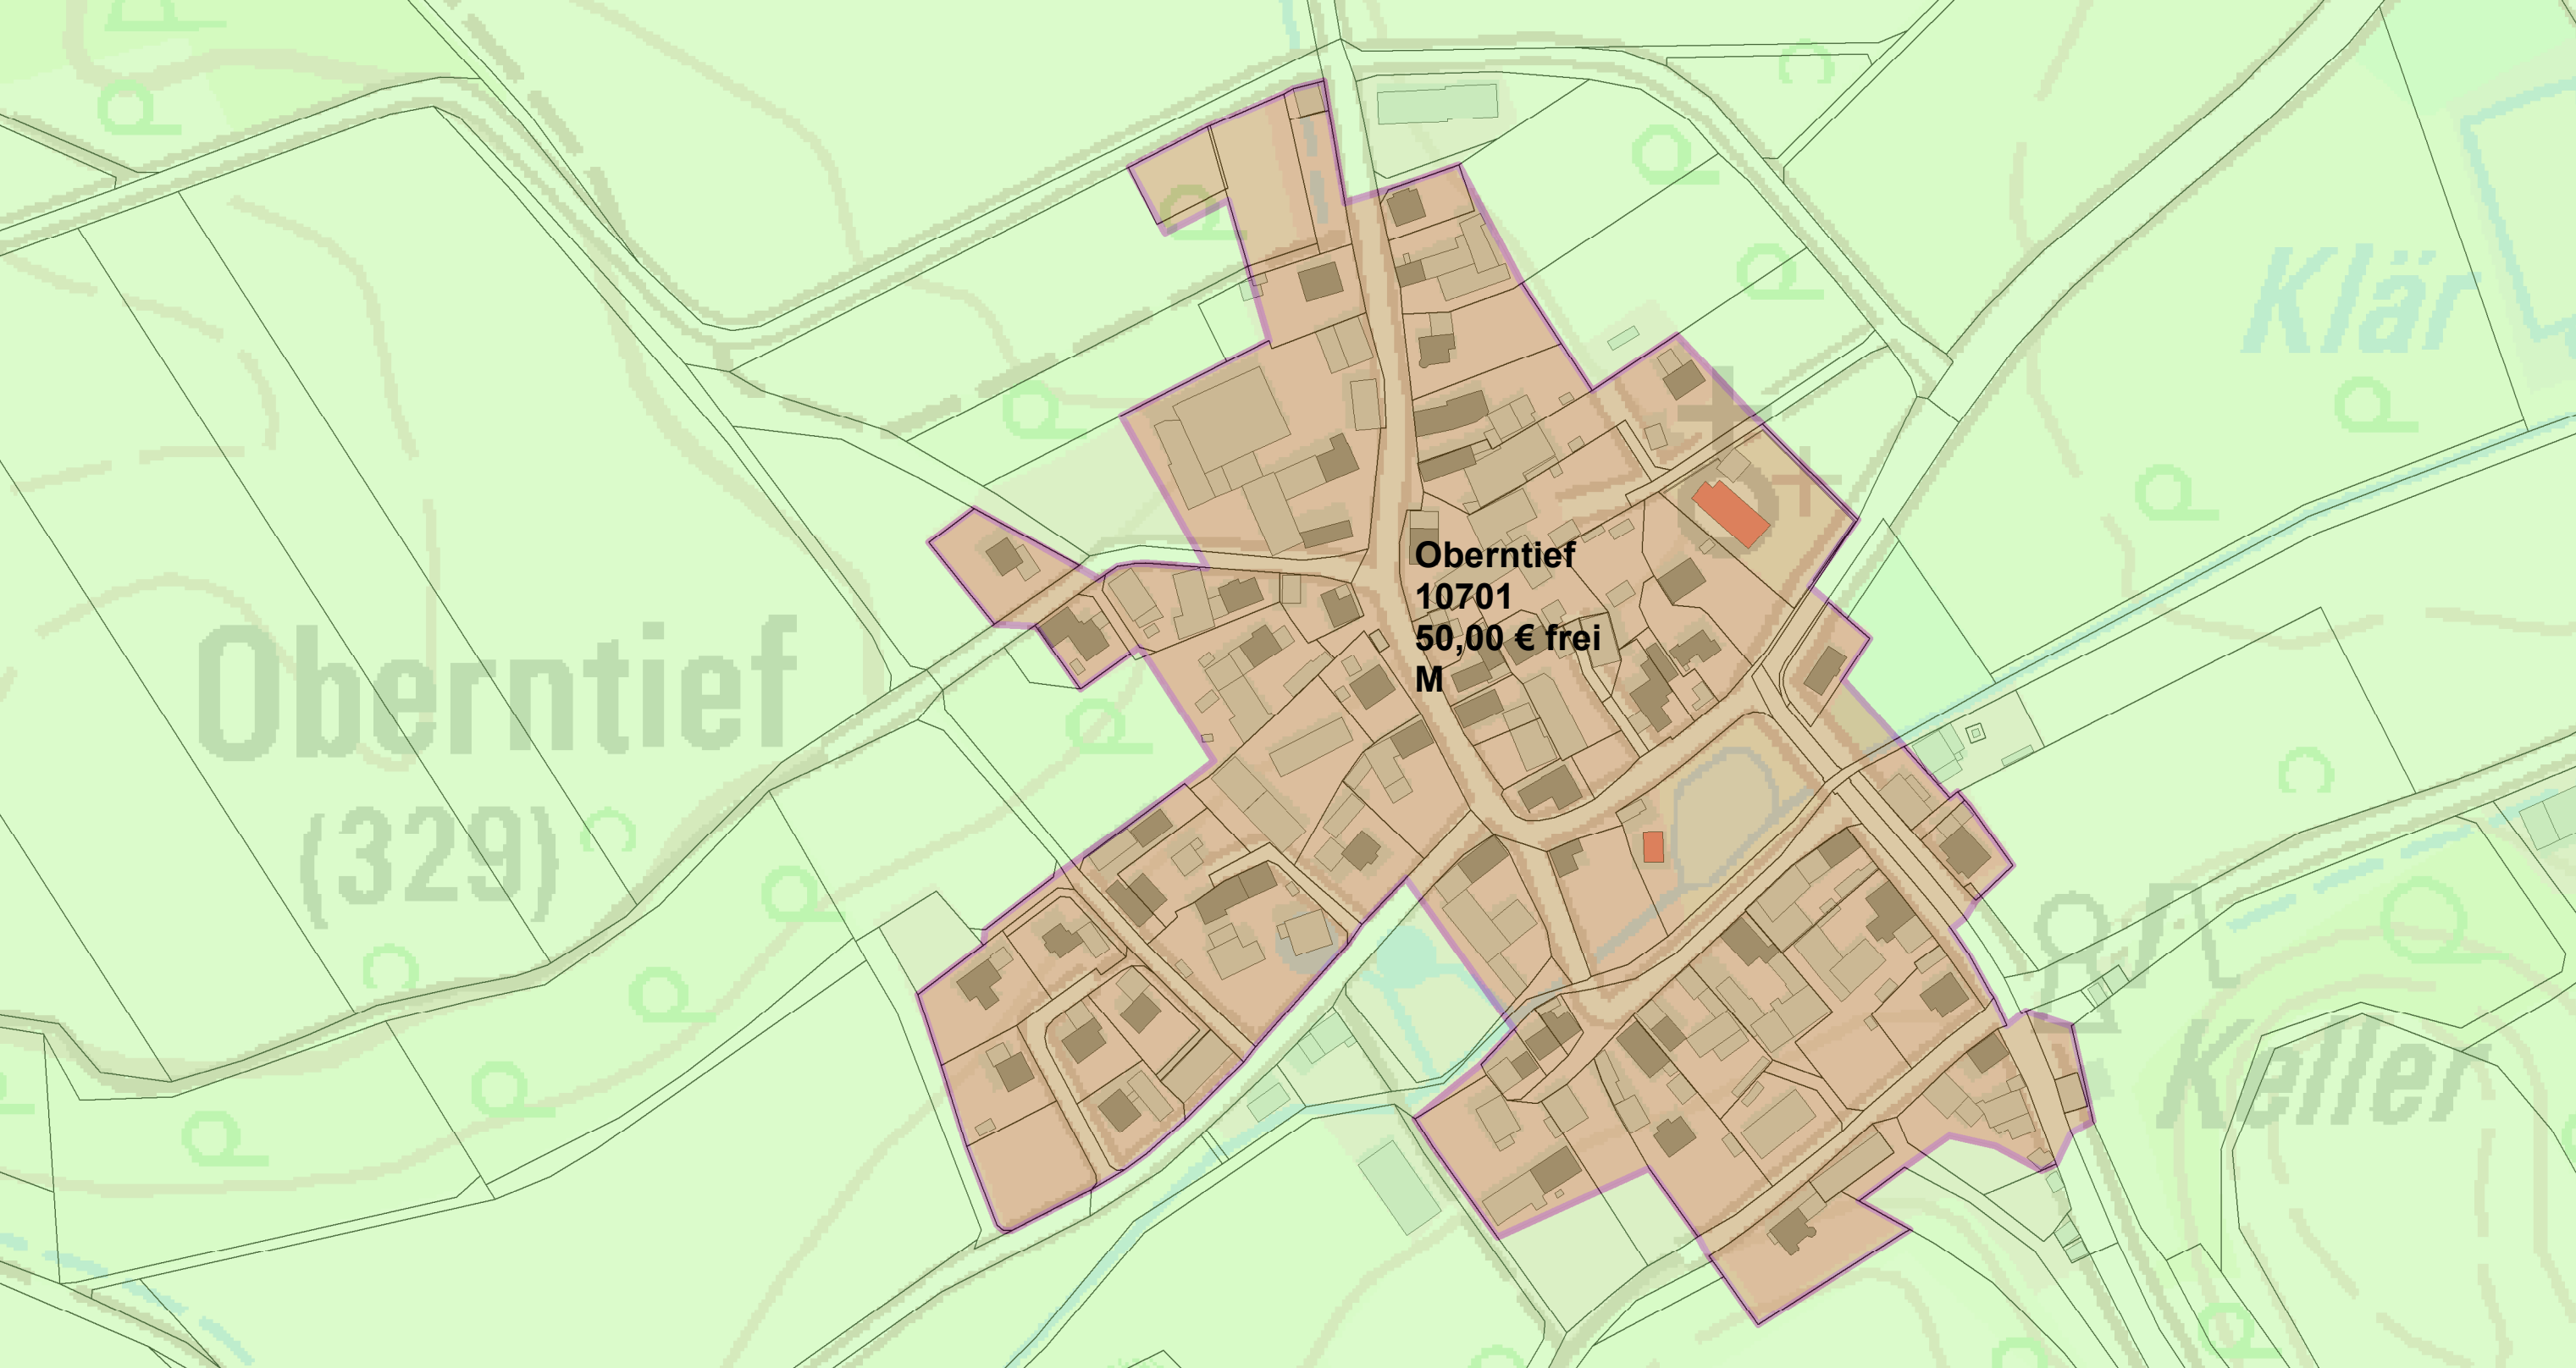 Klär
Oberntief
10701
50,00 € frei
M
Oberntief
(329)
Keller